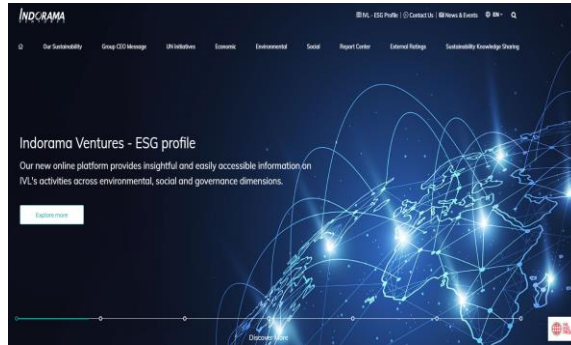 INDORAMA
VENTURES
IVL - ESG Profile | Contact Us | News & Events EN
Our Sustainability Group CEO Message UN Initiatives Economic Environmental Social Report Center External Ratings Sustainability Knowledge Sharing
Indorama Ventures - ESG profile
Our new online platform provides insightful and easily accessible information on
IVL's activities across environmental, social and governance dimensions.
Explore more
Discover More